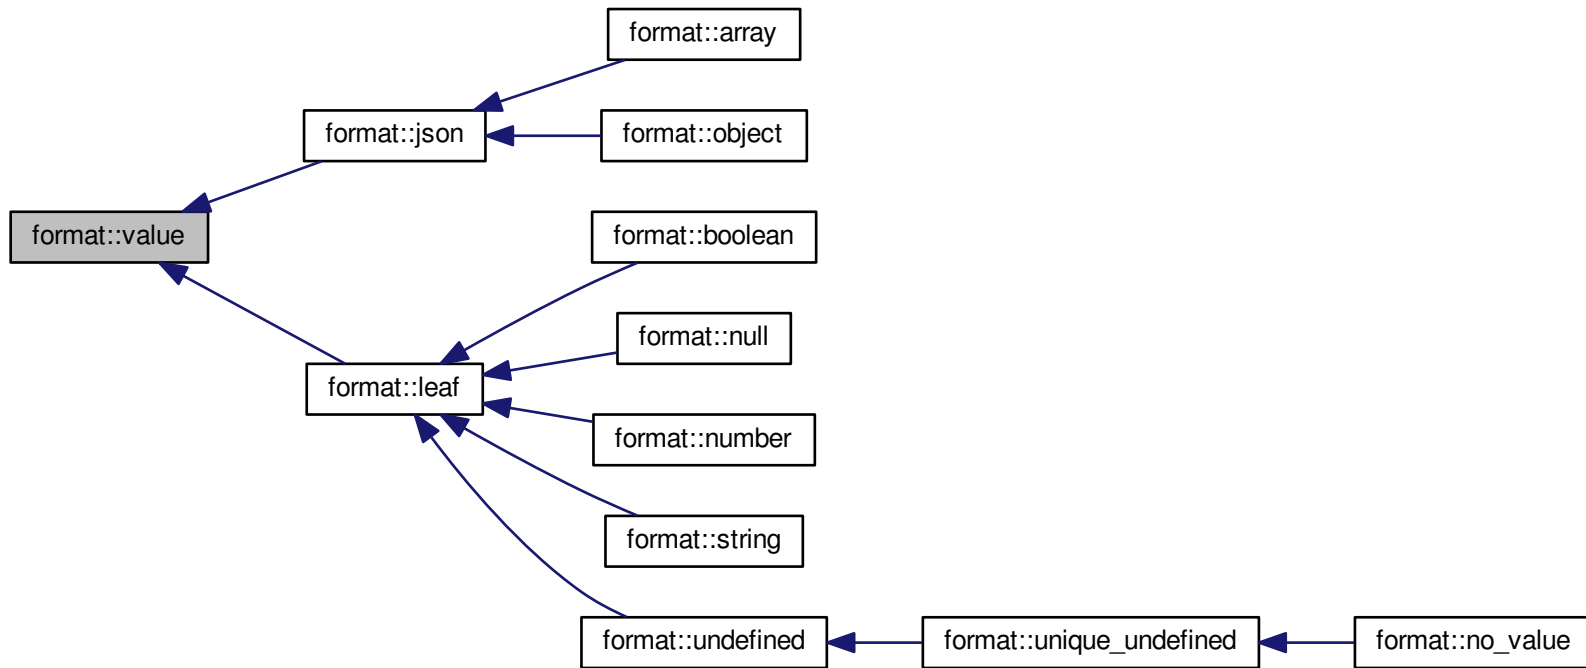 format::array
format::json
format::object
format::value
format::boolean
format::null
format::leaf
format::number
format::string
format::undefined
format::unique_undefined
format::no_value